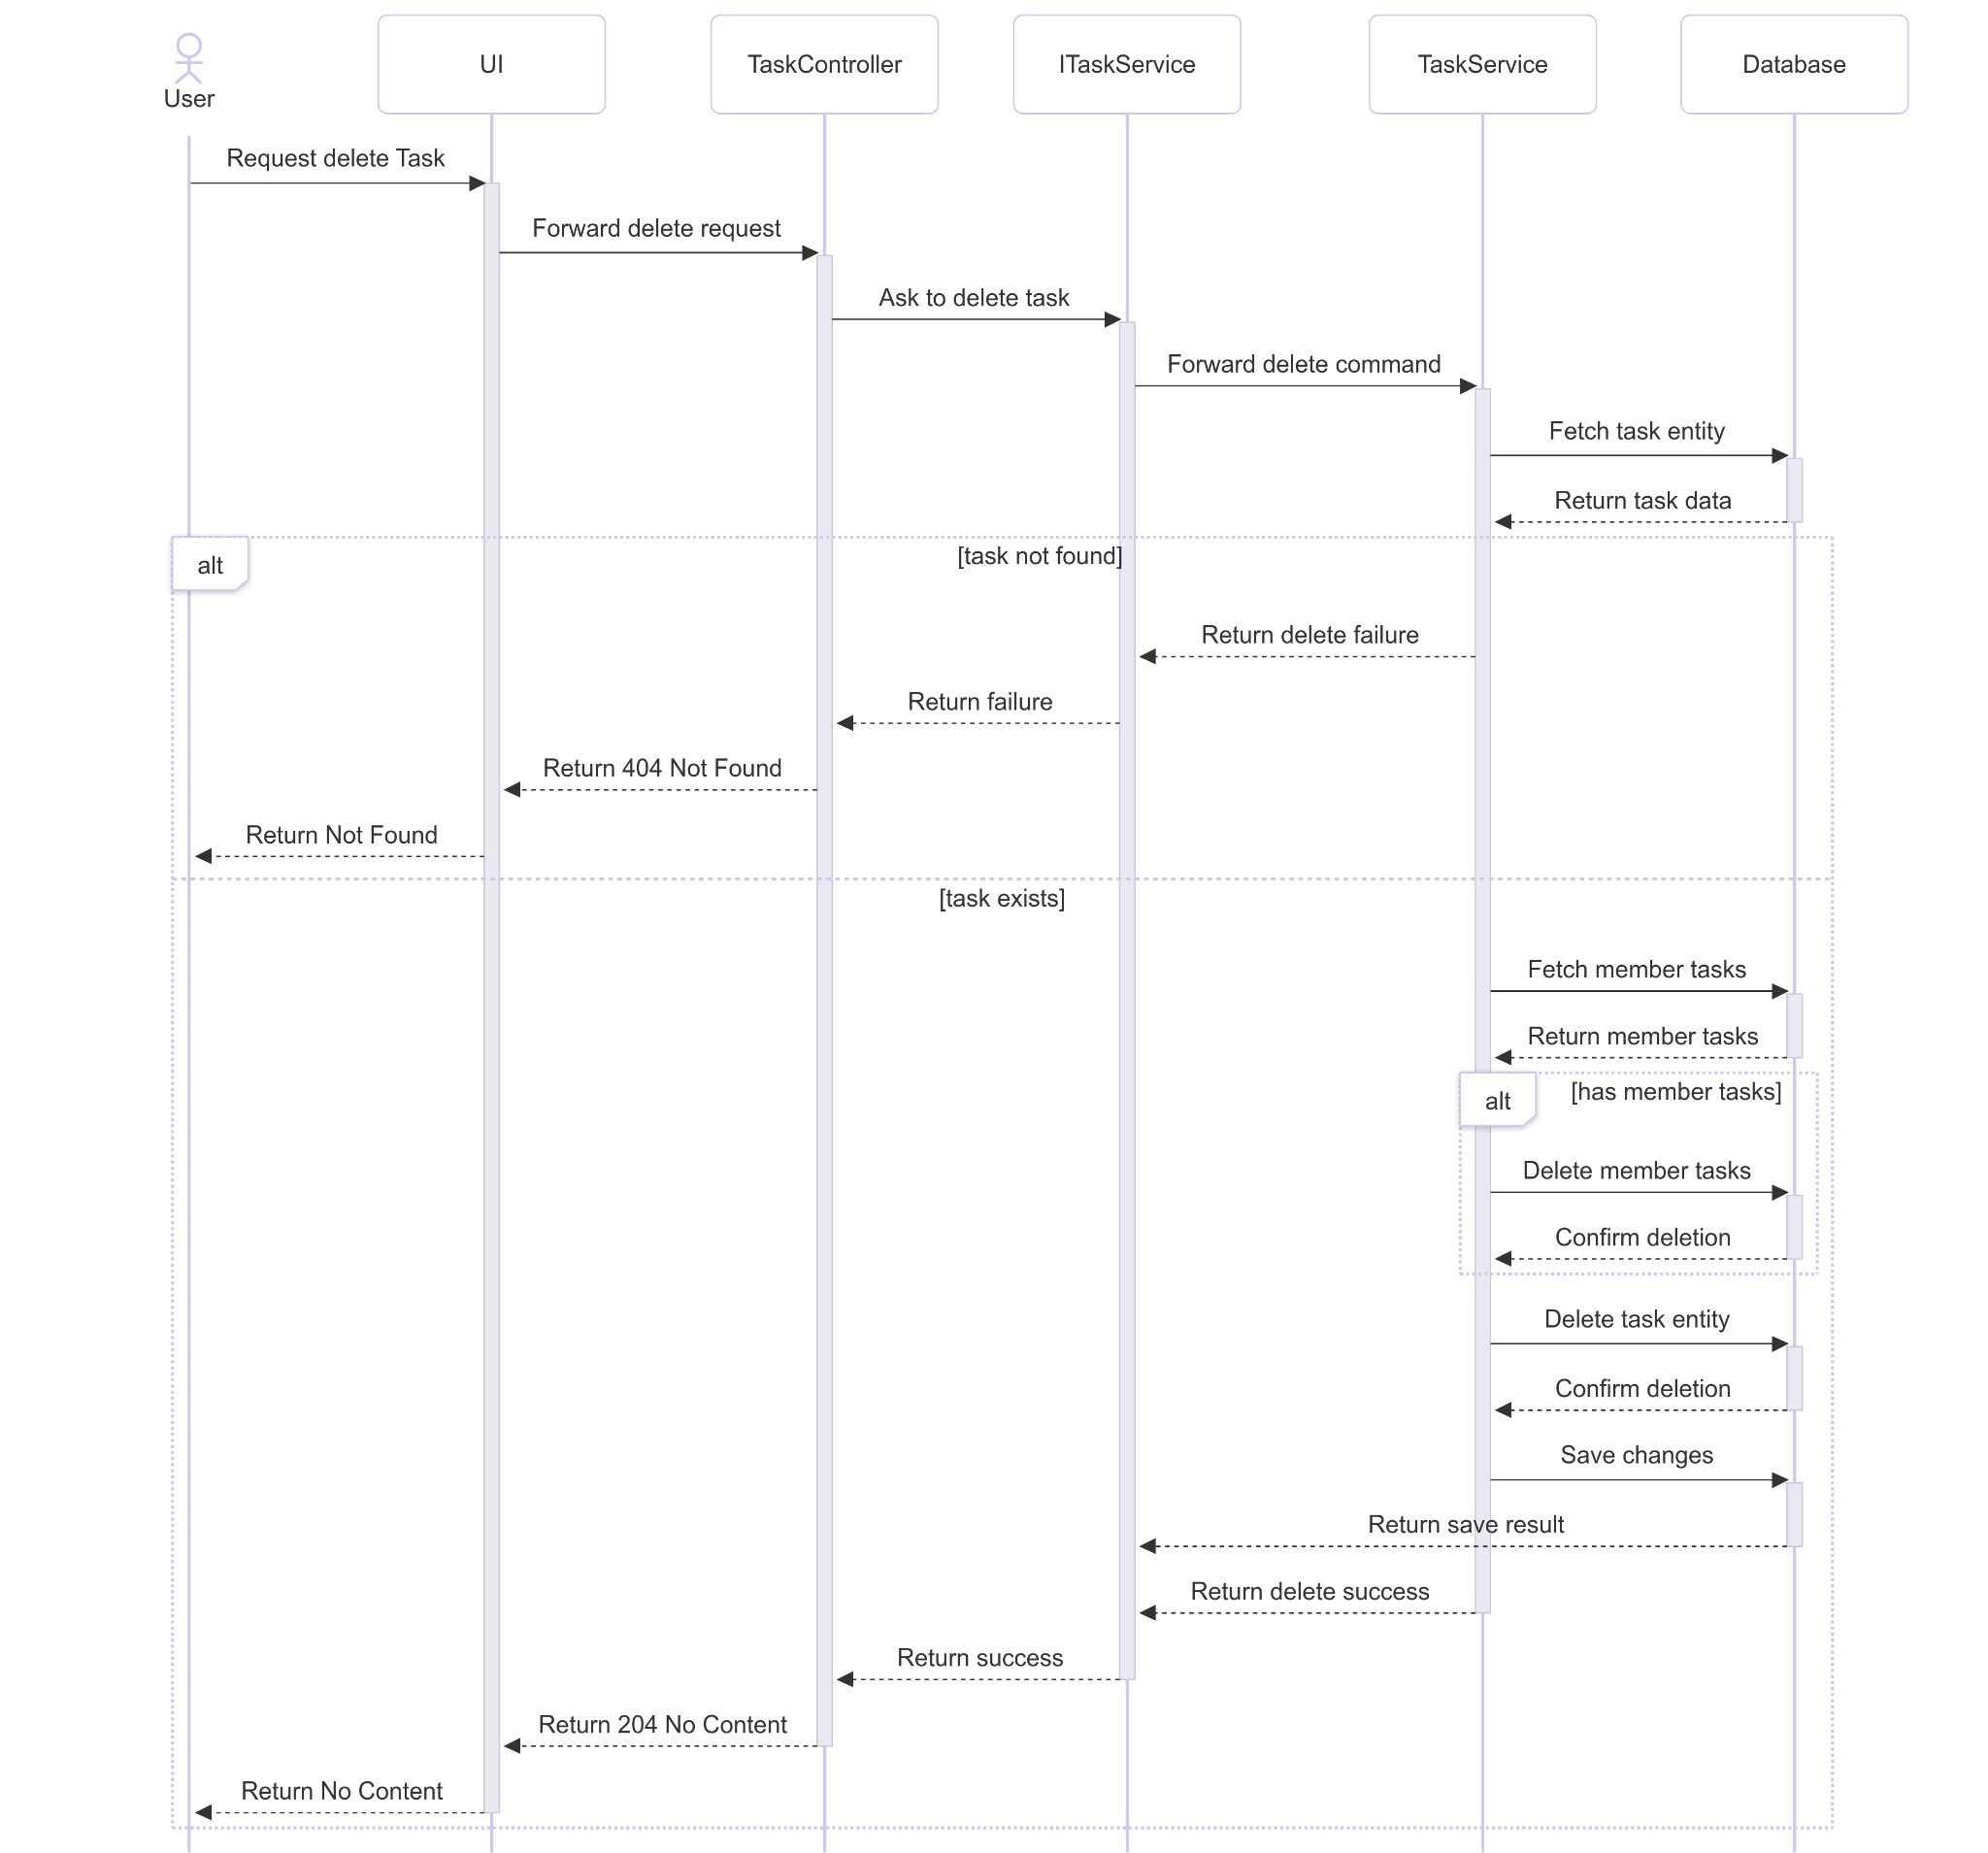 User
UI
TaskController
ITaskService
TaskService
Database
Request delete Task
Forward delete request
Ask to delete task
Forward delete command
Fetch task entity
Return task data
alt
[task not found]
Return delete failure
Return failure
Return 404 Not Found
Return Not Found
[task exists]
Fetch member tasks
Return member tasks
alt
[has member tasks]
Delete member tasks
Confirm deletion
Delete task entity
Confirm deletion
Save changes
Return save result
Return delete success
Return success
Return 204 No Content
Return No Content